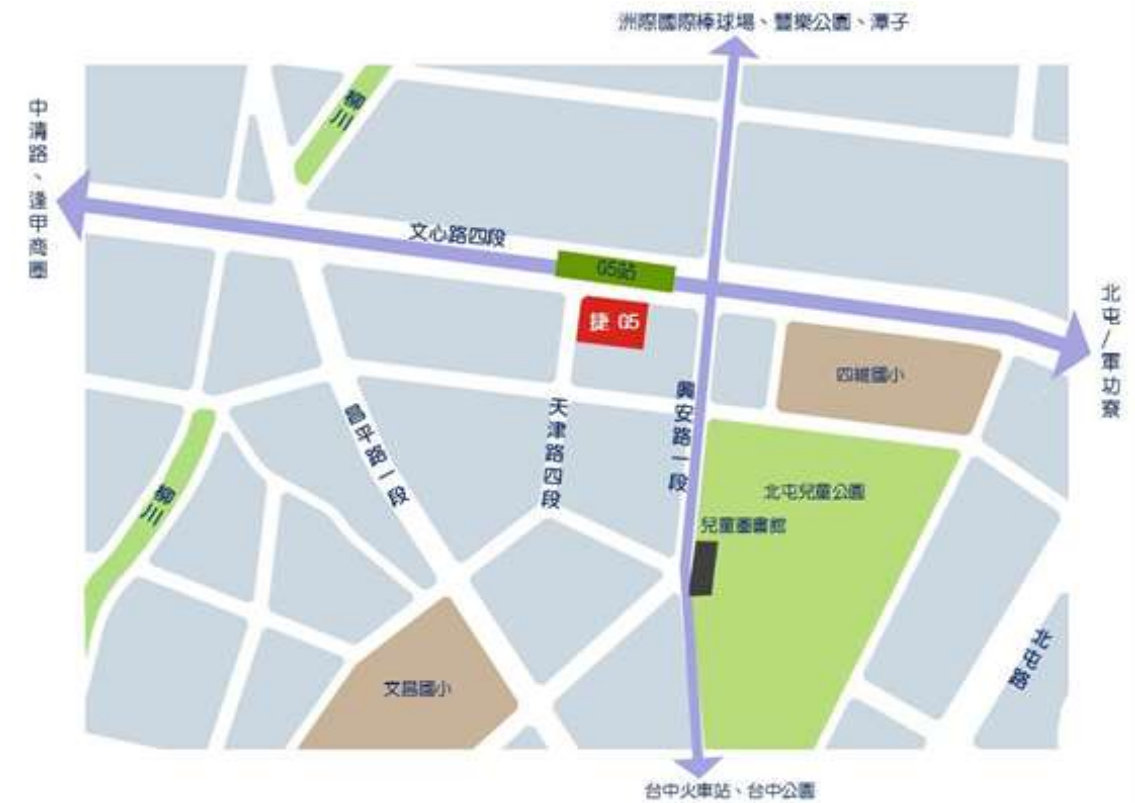 洲際國際棒球場、豐樂公園、潭子
中清路、逢甲商圈
柳川
文心路四段
G5站
捷 G5
北屯/軍功寮
四維國小
昌平路一段
天津路四段
興安路一段
柳川
北屯兒童公園
兒童圖書館
文昌國小
北屯路
台中火車站、台中公園